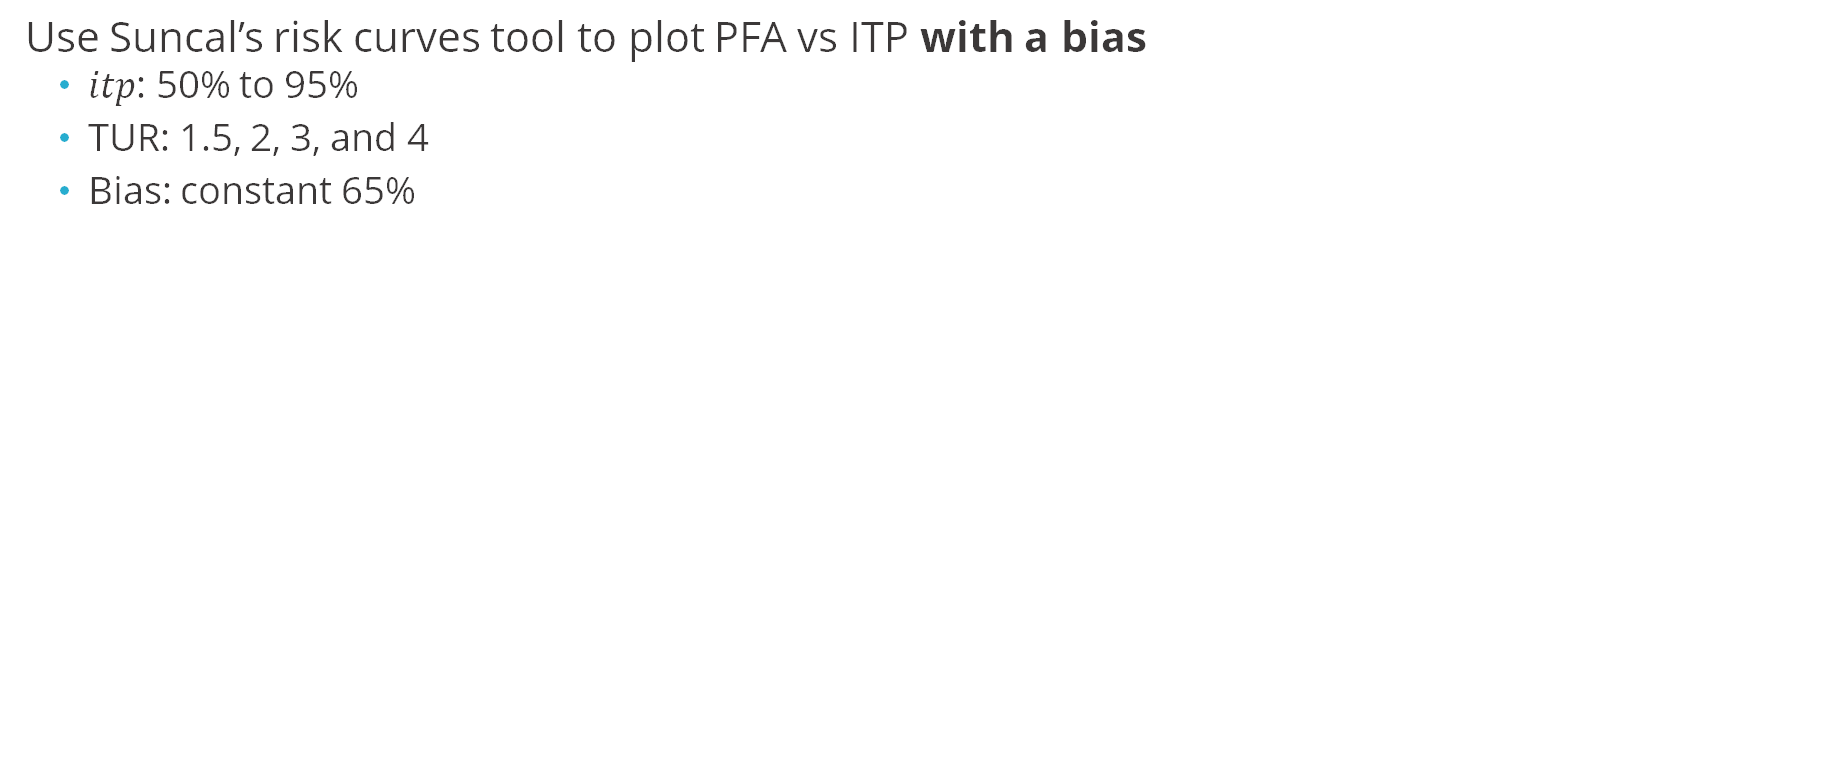 Use Suncal’s risk curves tool to plot PFA vs ITP with a bias
• itp: 50% to 95%
• TUR: 1.5, 2, 3, and 4
• Bias: constant 65%